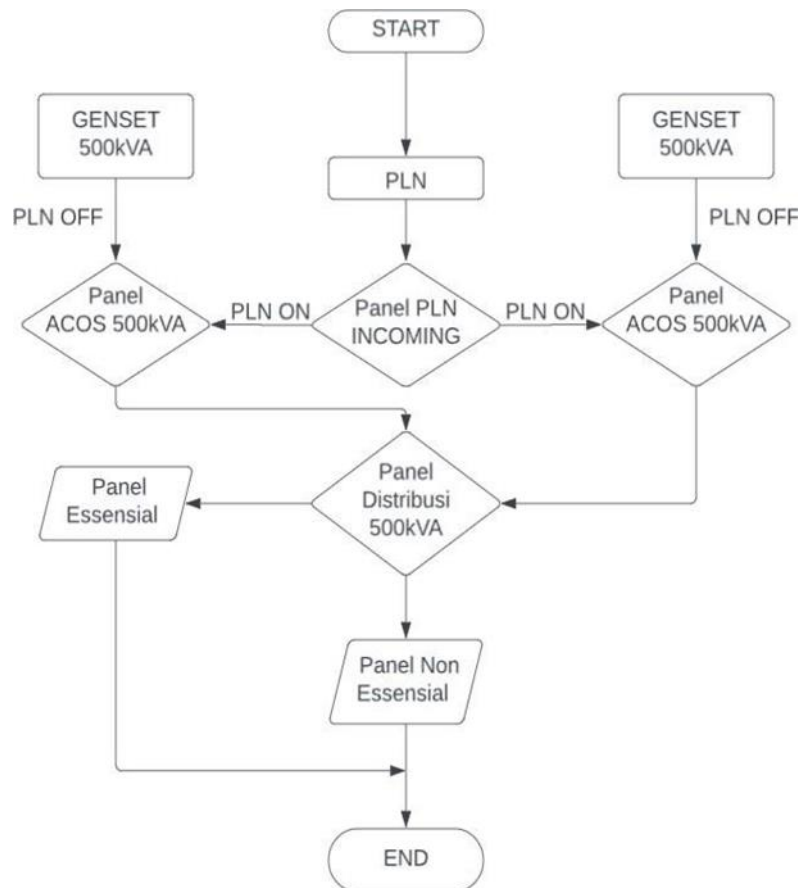 START
GENSET
500kVA
GENSET
500kVA
PLN
PLN OFF
PLN OFF
Panel
ACOS 500kVA
PLN ON
Panel PLN
INCOMING
PLN ON
Panel
ACOS 500kVA
Panel
Essensial
Panel
Distribusi
500kVA
Panel Non
Essensial
END